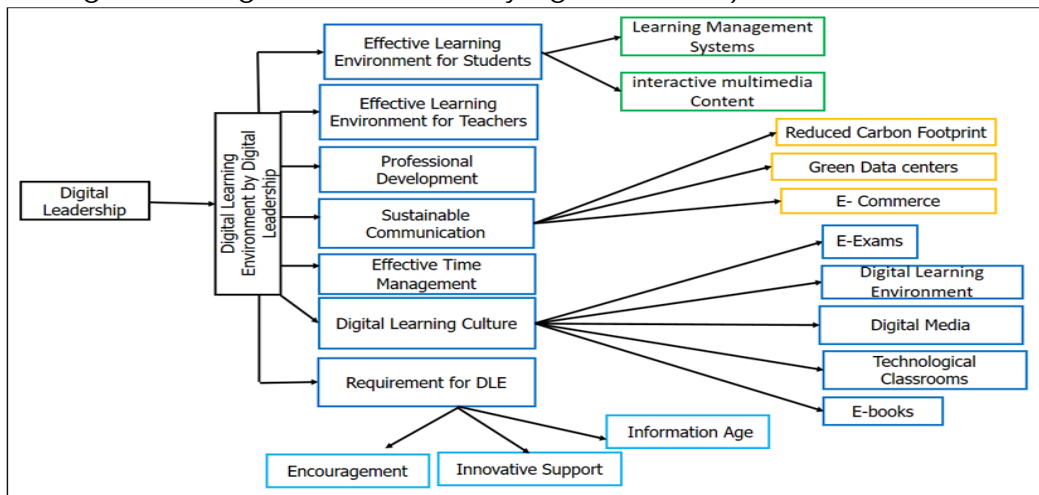 Digital
Leadership
Digital Learning
Environment by Digital
Leadership
Effective Learning
Environment for Students
Effective Learning
Environment for Teachers
Professional
Development
Sustainable
Communication
Effective Time
Management
Digital Learning Culture
Requirement for DLE
Learning Management
Systems
interactive multimedia
Content
Reduced Carbon Footprint
Green Data centers
E- Commerce
E-Exams
Digital Learning
Environment
Digital Media
Technological
Classrooms
E-books
Information Age
Innovative Support
Encouragement